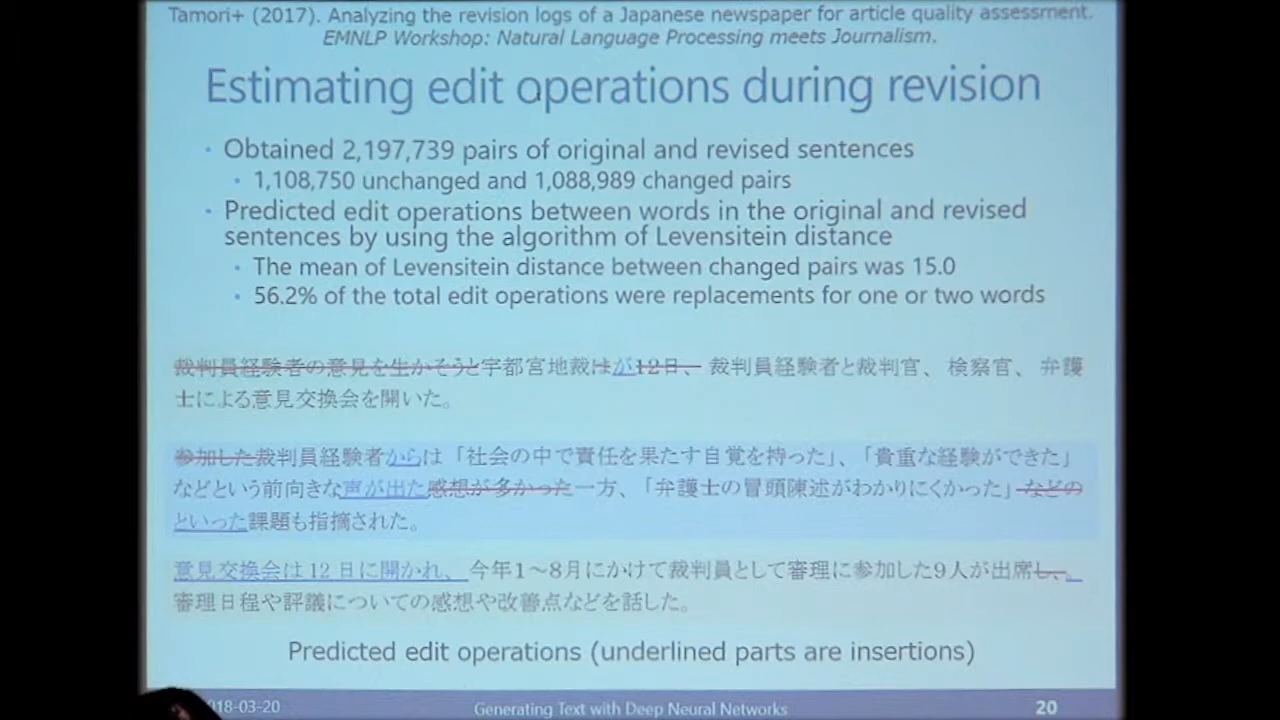 Tamori+ (2017). Analyzing the revision logs of a Japanese newspaper for article quality assessment.
EMNLP Workshop: Natural Language Processing meets Journalism.
Estimating edit operations during revision
• Obtained 2,197,739 pairs of original and revised sentences
• 1,108,750 unchanged and 1,088,989 changed pairs
• Predicted edit operations between words in the original and revised
sentences by using the algorithm of Levensitein distance
• The mean of Levensitein distance between changed pairs was 15.0
• 56.2% of the total edit operations were replacements for one or two words
裁判員経験者の意見を生かそうと宇都宮地裁はが12日、 裁判員経験者と裁判官、検察官、弁護
士による意見交換会を開いた。
参加した裁判員経験者からは「社会の中で責任を果たす自覚を持った」、「貴重な経験ができた」
などという前向きな声が出た感想が多かった一方、「弁護士の冒頭陳述がわかりにくかった」などの
といった課題も指摘された。
意見交換会は12日に開かれ、 今年1～8月にかけて裁判員として審理に参加した9人が出席し、。
審理日程や評議についての感想や改善点などを話した。
Predicted edit operations (underlined parts are insertions)
018-03-20 Generating Text with Deep Neural Networks 20